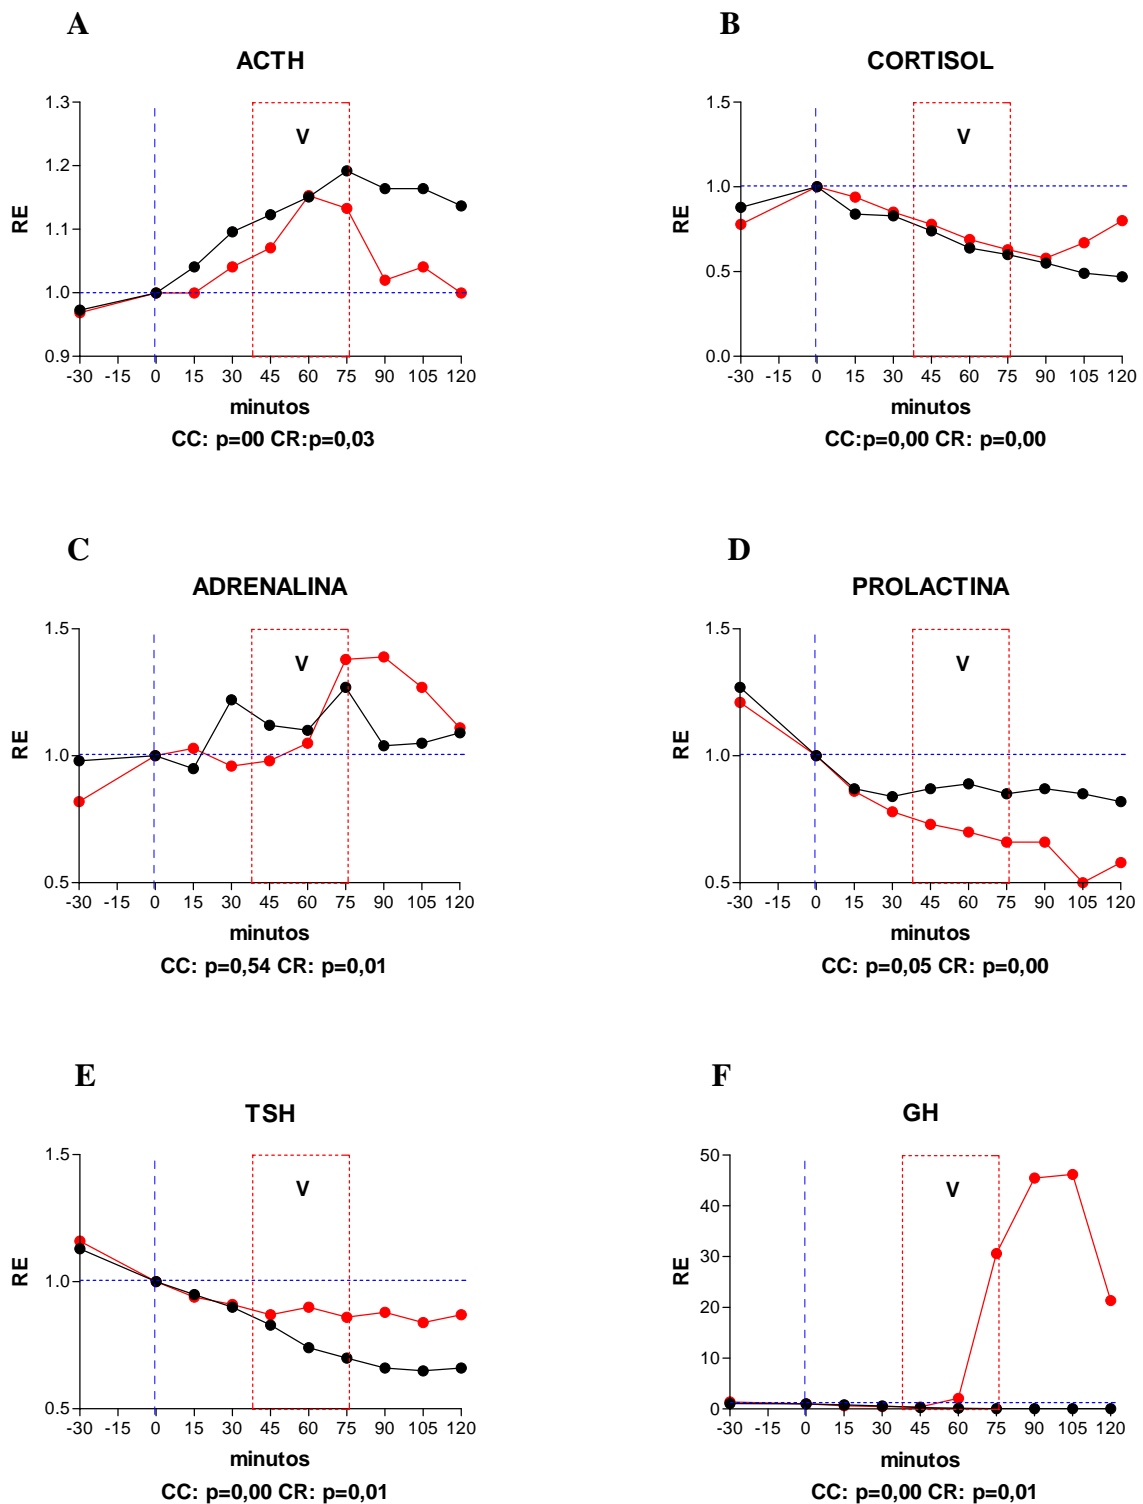 A
ACTH
1.3
1.2
1.1
1.0
0.9
RE
V
-30 -15 0 15 30 45 60 75 90 105 120
minutos
CC: p=00 CR:p=0,03
B
CORTISOL
1.5
1.0
0.5
0.0
RE
V
-30 -15 0 15 30 45 60 75 90 105 120
minutos
CC:p=0,00 CR: p=0,00
C
ADRENALINA
1.5
1.0
0.5
RE
V
-30 -15 0 15 30 45 60 75 90 105 120
minutos
CC: p=0,54 CR: p=0,01
D
PROLACTINA
1.5
1.0
0.5
RE
V
-30 -15 0 15 30 45 60 75 90 105 120
minutos
CC: p=0,05 CR: p=0,00
E
TSH
1.5
1.0
0.5
RE
V
-30 -15 0 15 30 45 60 75 90 105 120
minutos
CC: p=0,00 CR: p=0,01
F
GH
50
40
30
20
10
0
RE
V
-30 -15 0 15 30 45 60 75 90 105 120
minutos
CC: p=0,00 CR: p=0,01